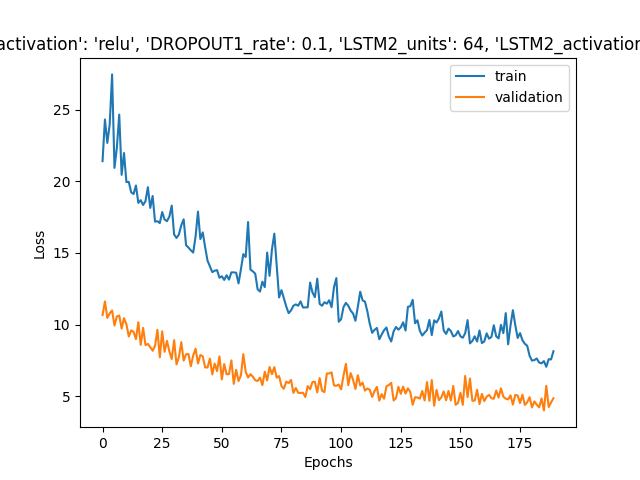 activation': 'relu', 'DROPOUT1_rate': 0.1, 'LSTM2_units': 64, 'LSTM2_activation
train
validation
Loss
25
20
15
10
5
0 25 50 75 100 125 150 175
Epochs